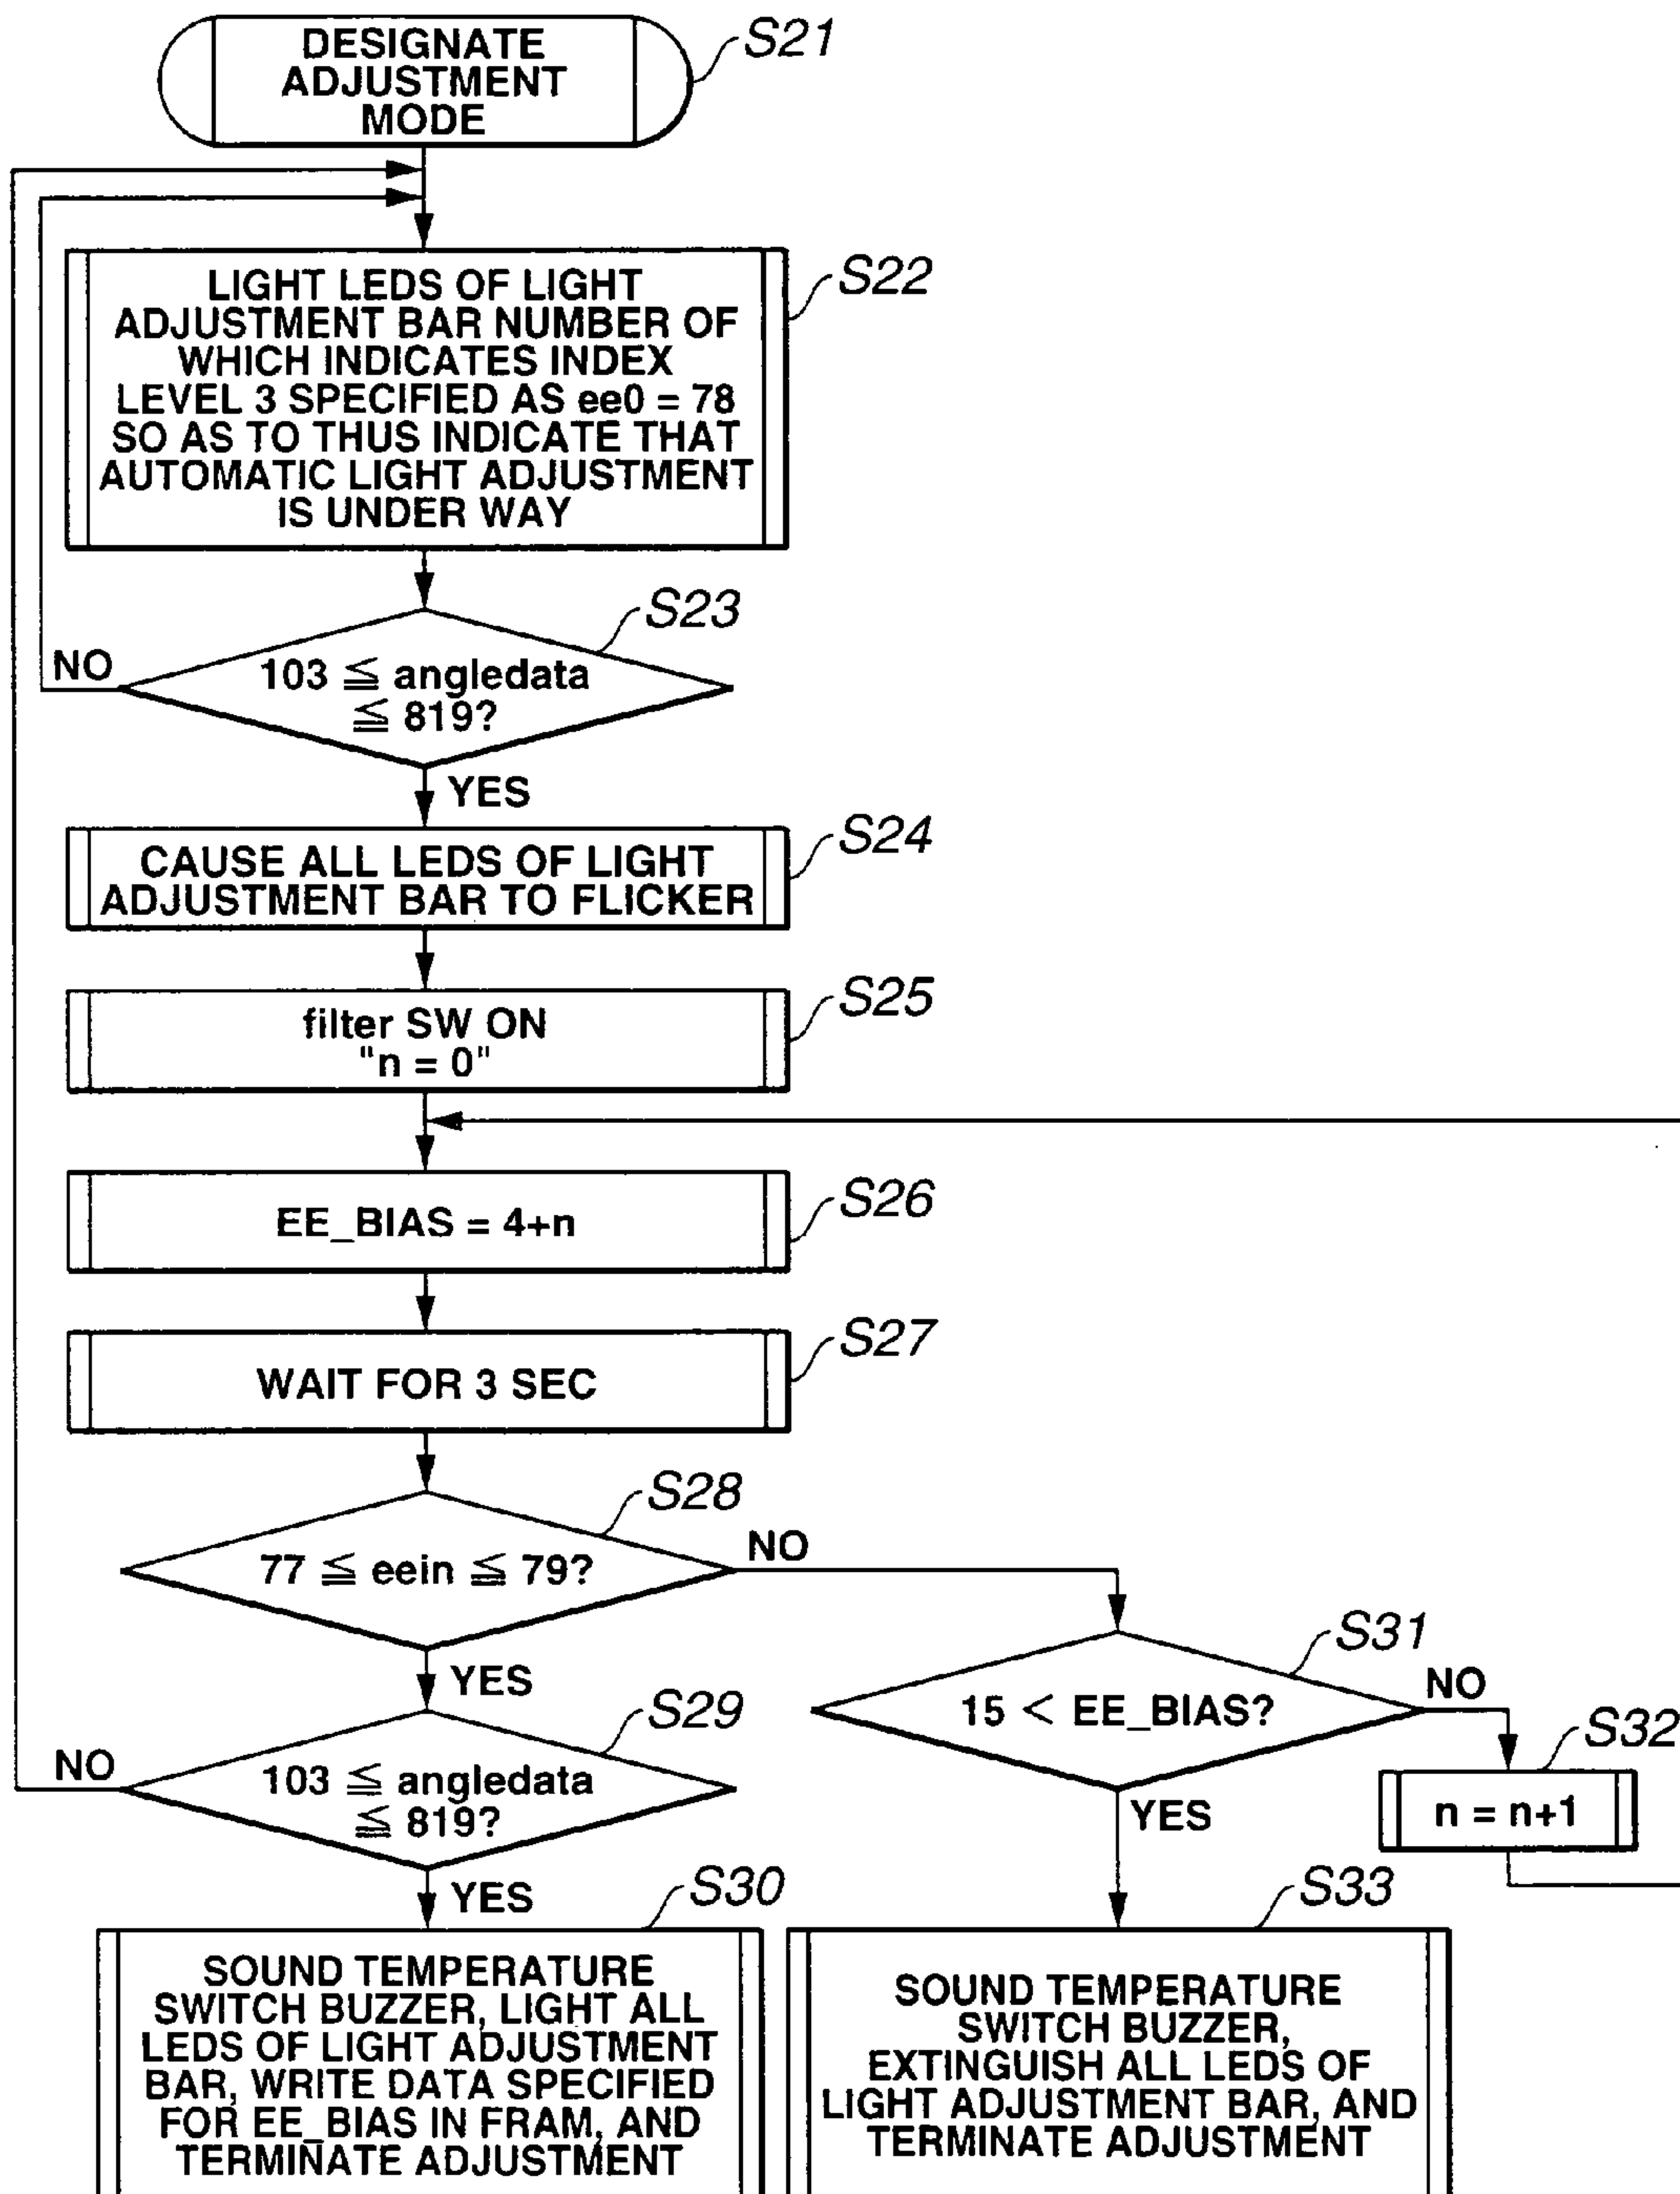 DESIGNATE
ADJUSTMENT
MODE
S21
LIGHT LEDS OF LIGHT
ADJUSTMENT BAR NUMBER OF
WHICH INDICATES INDEX
LEVEL 3 SPECIFIED AS ee0 = 78
SO AS TO THUS INDICATE THAT
AUTOMATIC LIGHT ADJUSTMENT
IS UNDER WAY
S22
S23
NO
103 ≦ angledata
≦ 819?
YES
S24
CAUSE ALL LEDS OF LIGHT
ADJUSTMENT BAR TO FLICKER
S25
filter SW ON
"n = 0"
S26
EE_BIAS = 4+n
S27
WAIT FOR 3 SEC
S28
77 ≦ eein ≦ 79?
NO
YES
S29
NO
103 ≦ angledata
≦ 819?
YES
S31
15 < EE_BIAS?
NO
YES
S32
n = n+1
S30
SOUND TEMPERATURE
SWITCH BUZZER, LIGHT ALL
LEDS OF LIGHT ADJUSTMENT
BAR, WRITE DATA SPECIFIED
FOR EE_BIAS IN FRAM, AND
TERMINATE ADJUSTMENT
S33
SOUND TEMPERATURE
SWITCH BUZZER,
EXTINGUISH ALL LEDS OF
LIGHT ADJUSTMENT BAR, AND
TERMINATE ADJUSTMENT